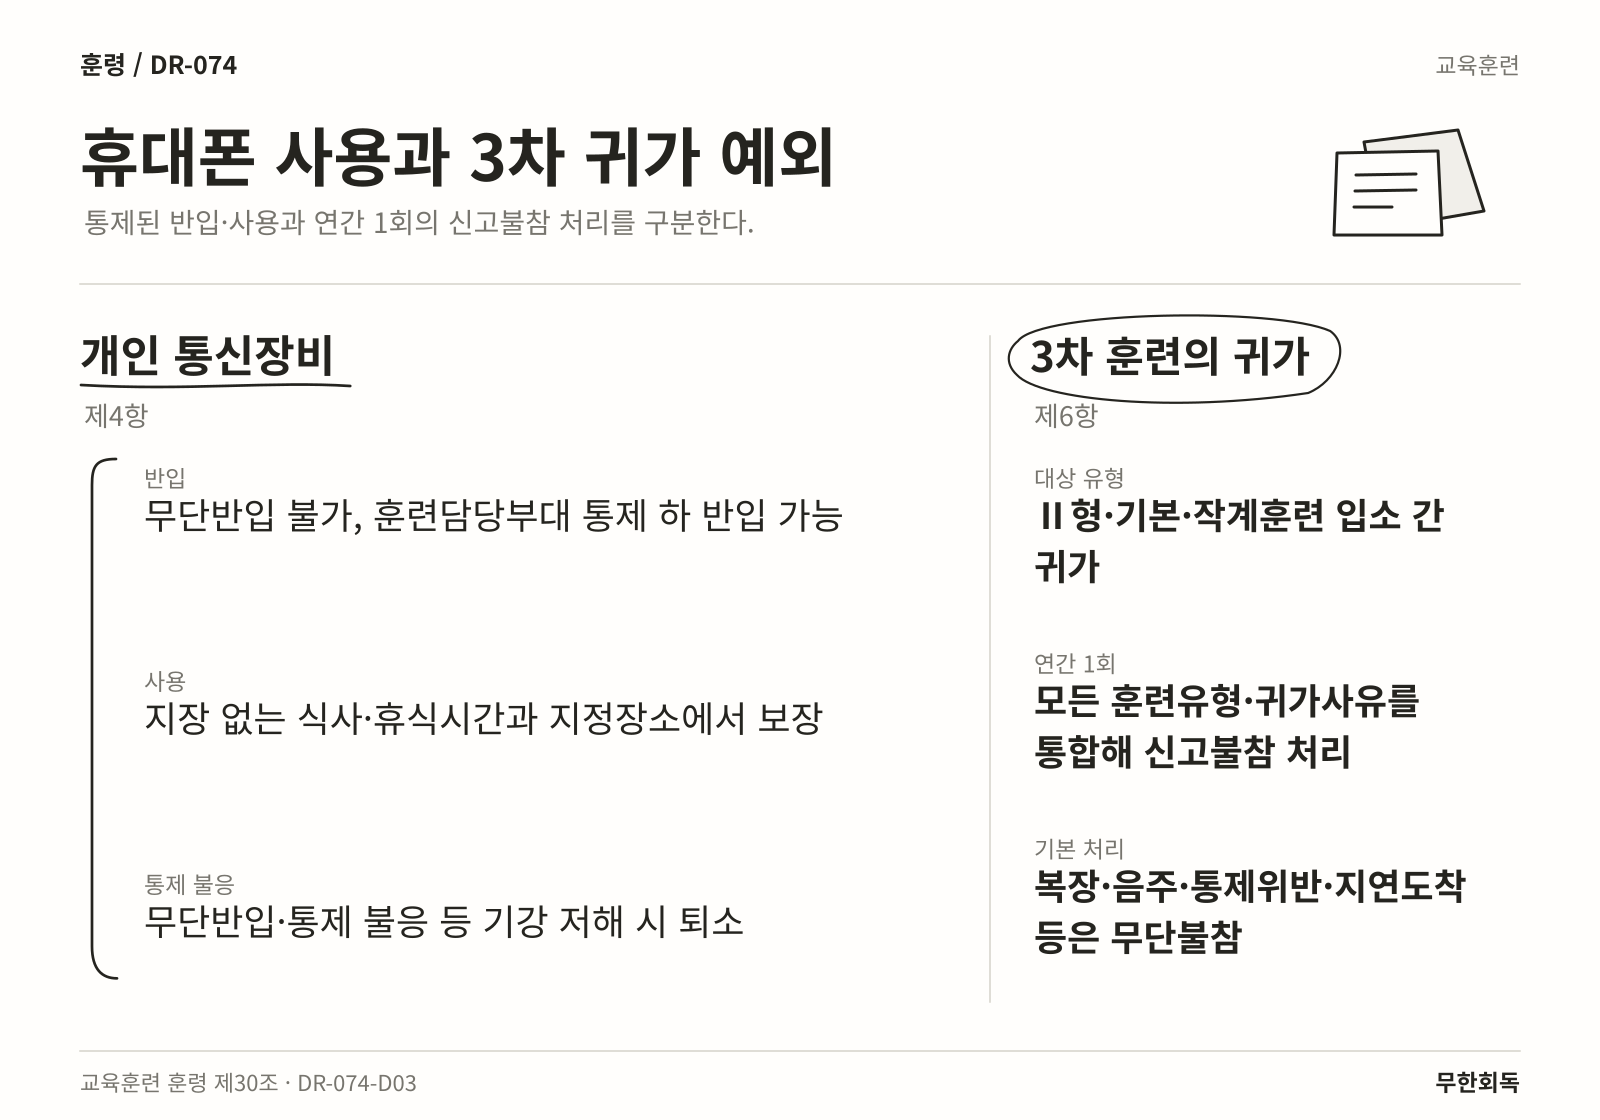 훈령 / DR-074
교육훈련
휴대폰 사용과 3차 귀가 예외
통제된 반입·사용과 연간 1회의 신고불참 처리를 구분한다.
개인 통신장비
제4항
반입
무단반입 불가, 훈련담당부대 통제 하 반입 가능
사용
지장 없는 식사·휴식시간과 지정장소에서 보장
통제 불응
무단반입·통제 불응 등 기강 저해 시 퇴소
3차 훈련의 귀가
제6항
대상 유형
Ⅱ형·기본·작계훈련 입소 간
귀가
연간 1회
모든 훈련유형·귀가사유를
통합해 신고불참 처리
기본 처리
복장·음주·통제위반·지연도착
등은 무단불참
교육훈련 훈령 제30조 · DR-074-D03
무한회독